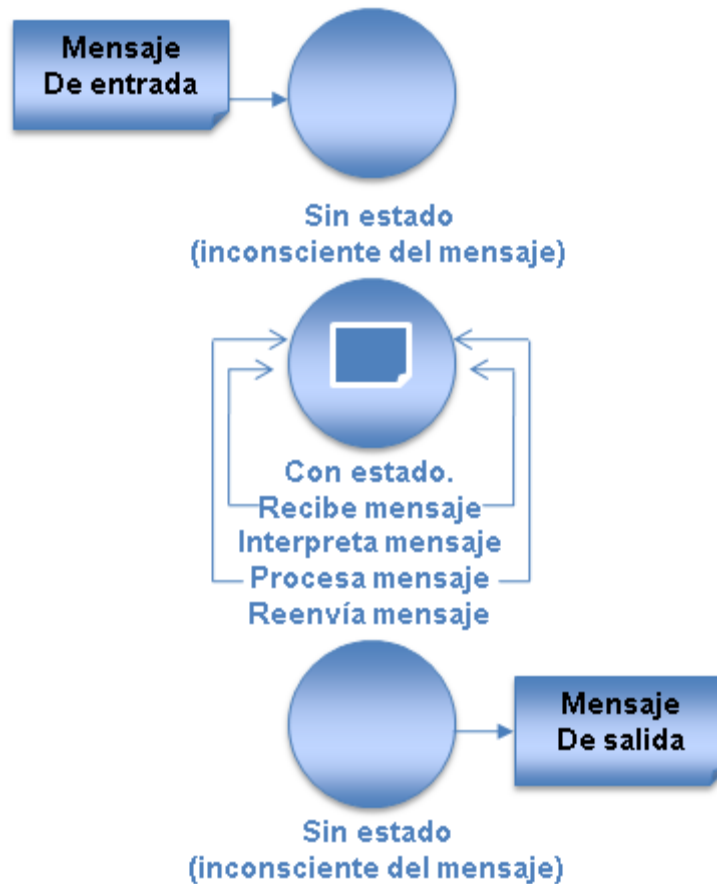 Mensaje
De entrada
Sin estado
(inconsciente del mensaje)
Con estado.
Recibe mensaje
Interpreta mensaje
Procesa mensaje
Reenvía mensaje
Mensaje
De salida
Sin estado
(inconsciente del mensaje)